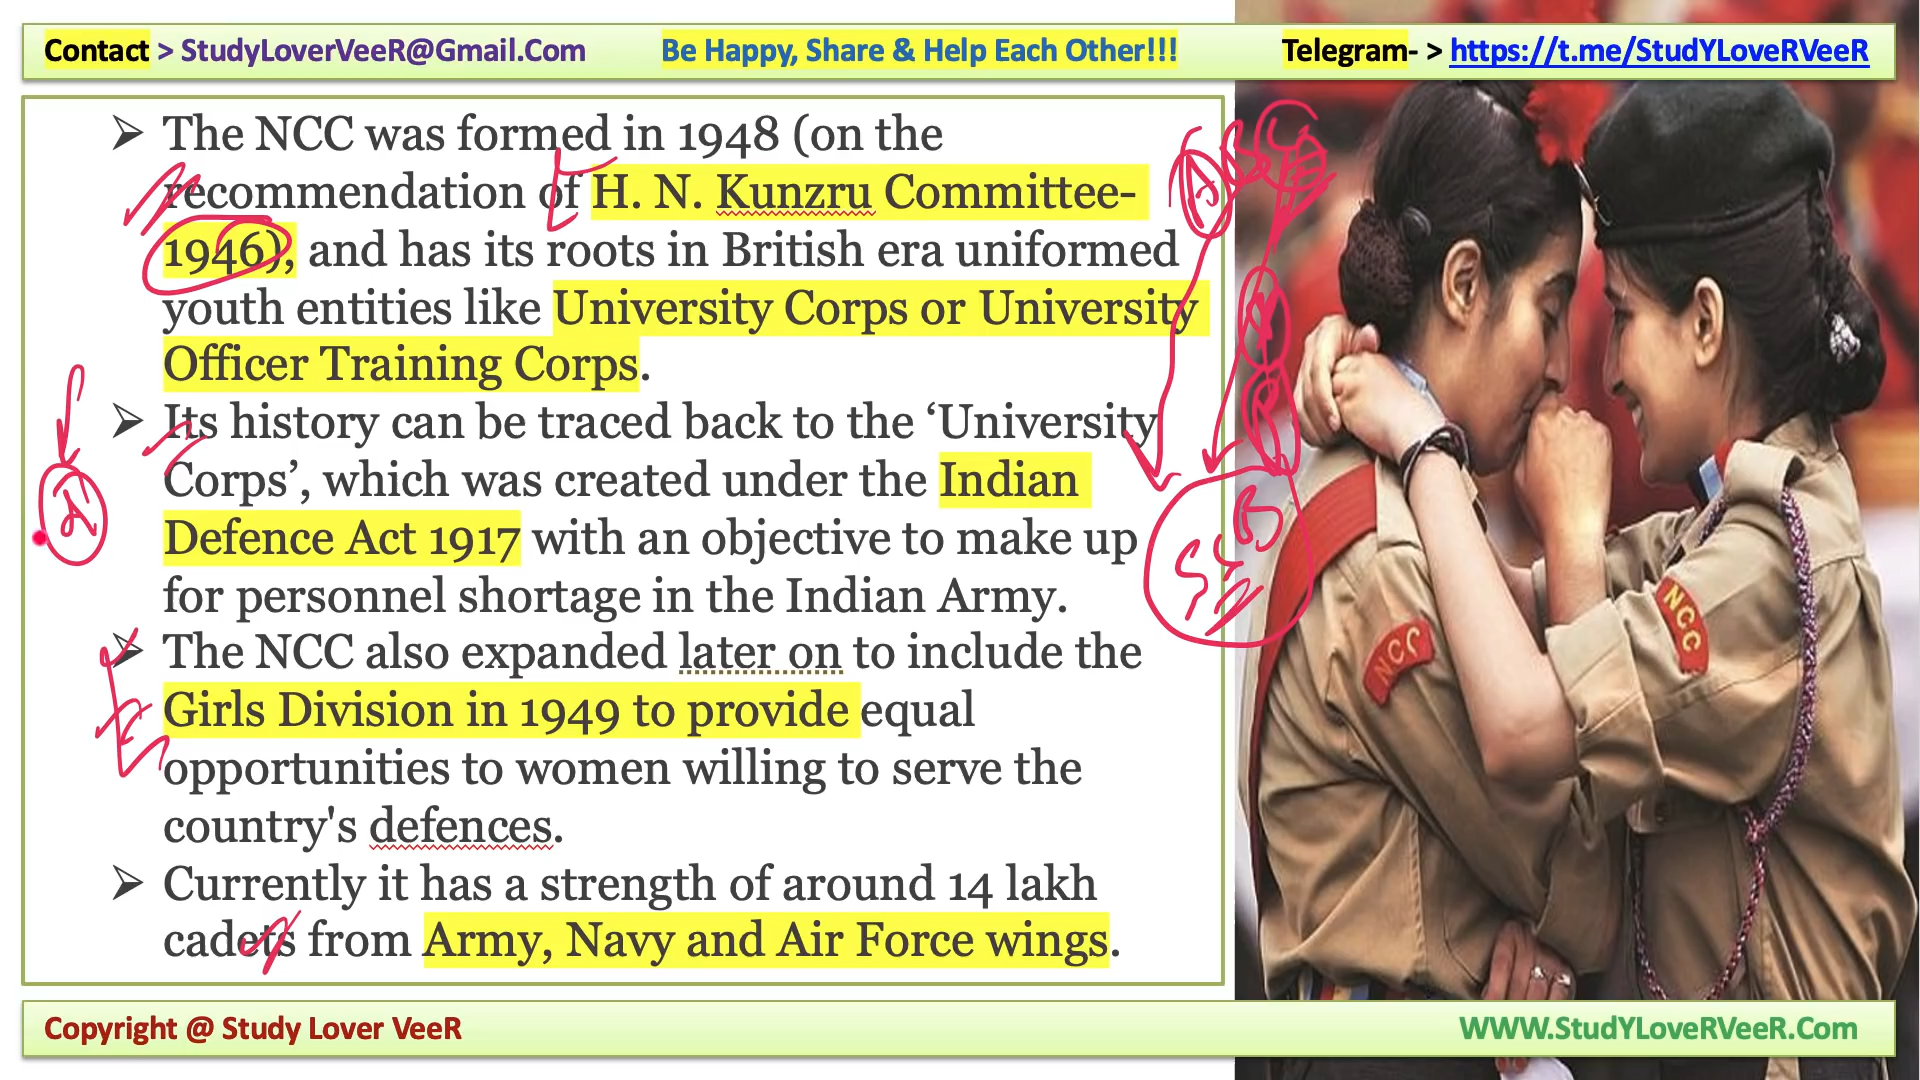 Contact > StudyLoverVeeR@Gmail.Com Be Happy, Share & Help Each Other!!! Telegram- > https://t.me/StudYLoveRVeeR
➢ The NCC was formed in 1948 (on the
recommendation of H. N. Kunzru Committee-
1946), and has its roots in British era uniformed
youth entities like University Corps or University
Officer Training Corps.
➢ Its history can be traced back to the ‘University
Corps’, which was created under the Indian
Defence Act 1917 with an objective to make up
for personnel shortage in the Indian Army.
➢ The NCC also expanded later on to include the
Girls Division in 1949 to provide equal
opportunities to women willing to serve the
country's defences.
➢ Currently it has a strength of around 14 lakh
cadets from Army, Navy and Air Force wings.
A B C
A
SSB
NCC
NCC
Copyright @ Study Lover VeeR WWW.StudYLoveRVeeR.Com